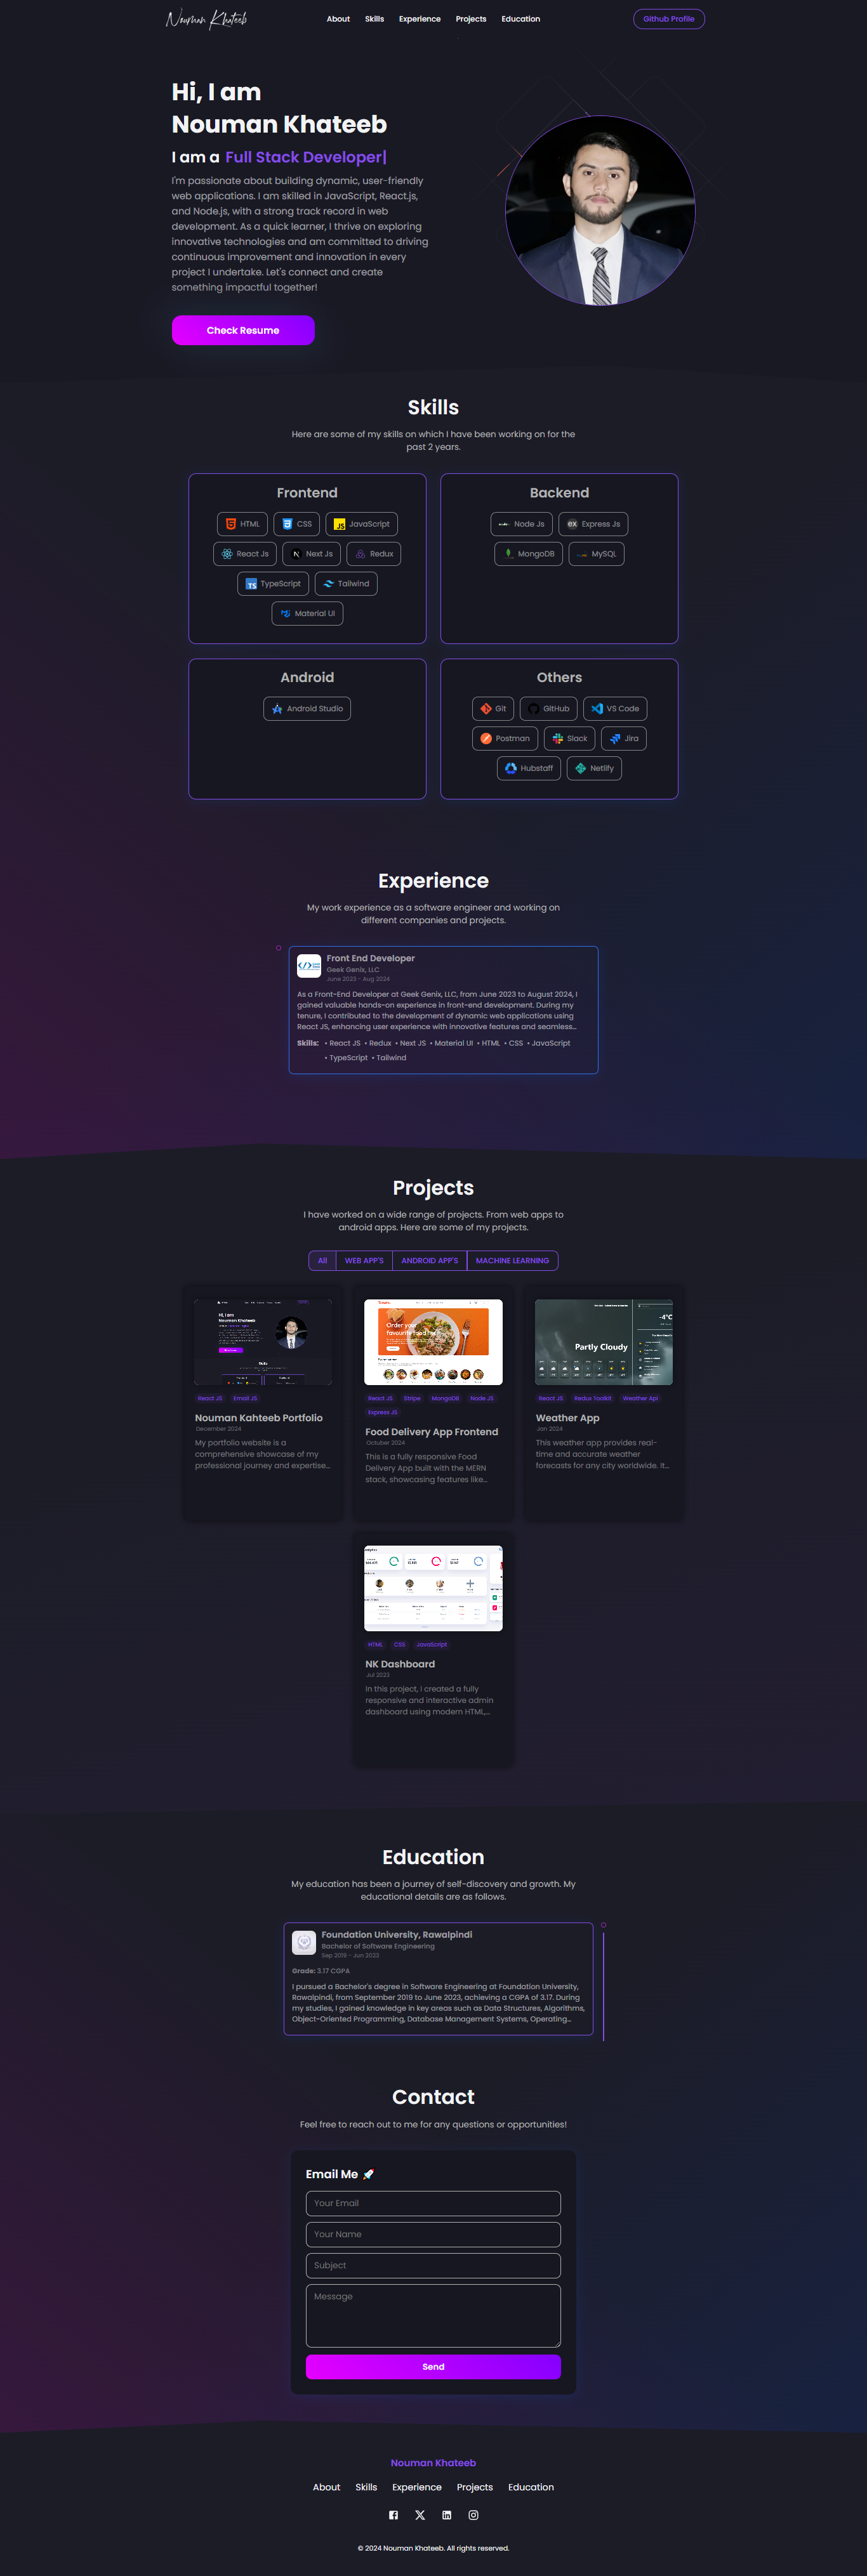 Nouman Khateeb
About Skills Experience Projects Education
Github Profile
Hi, I am
Nouman Khateeb
I am a Full Stack Developer|
I'm passionate about building dynamic, user-friendly
web applications. I am skilled in JavaScript, React.js,
and Node.js, with a strong track record in web
development. As a quick learner, I thrive on exploring
innovative technologies and am committed to driving
continuous improvement and innovation in every
project I undertake. Let's connect and create
something impactful together!
Check Resume
Skills
Here are some of my skills on which I have been working on for the
past 2 years.
Frontend
HTML CSS JavaScript
React Js Next Js Redux
TypeScript Tailwind
Material UI
Backend
Node Js Express Js
MongoDB MySQL
Android
Android Studio
Others
Git GitHub VS Code
Postman Slack Jira
Hubstaff Netlify
Experience
My work experience as a software engineer and working on
different companies and projects.
Front End Developer
Geek Genix, LLC
June 2023 - Aug 2024
As a Front-End Developer at Geek Genix, LLC, from June 2023 to August 2024, I
gained valuable hands-on experience in front-end development. During my
tenure, I contributed to the development of dynamic web applications using
React JS, enhancing user experience with innovative features and seamless...
Skills: • React JS • Redux • Next JS • Material UI • HTML • CSS • JavaScript
• TypeScript • Tailwind
Projects
I have worked on a wide range of projects. From web apps to
android apps. Here are some of my projects.
All WEB APP'S ANDROID APP'S MACHINE LEARNING
Hi, I am
Nouman Khateeb
React JS Email JS
Nouman Kahteeb Portfolio
December 2024
My portfolio website is a
comprehensive showcase of my
professional journey and expertise...
Order your
favourite food here
React JS Stripe MongoDB Node JS
Express JS
Food Delivery App Frontend
October 2024
This is a fully responsive Food
Delivery App built with the MERN
stack, showcasing features like...
-4°C
Partly Cloudy
React JS Redux Toolkit Weather Api
Weather App
Jan 2024
This weather app provides real-
time and accurate weather
forecasts for any city worldwide. It...
HTML CSS JavaScript
NK Dashboard
Jul 2023
In this project, I created a fully
responsive and interactive admin
dashboard using modern HTML,...
Education
My education has been a journey of self-discovery and growth. My
educational details are as follows.
Foundation University, Rawalpindi
Bachelor of Software Engineering
Sep 2019 - Jun 2023
Grade: 3.17 CGPA
I pursued a Bachelor's degree in Software Engineering at Foundation University,
Rawalpindi, from September 2019 to June 2023, achieving a CGPA of 3.17. During
my studies, I gained knowledge in key areas such as Data Structures, Algorithms,
Object-Oriented Programming, Database Management Systems, Operating...
Contact
Feel free to reach out to me for any questions or opportunities!
Email Me 🚀
Your Email
Your Name
Subject
Message
Send
Nouman Khateeb
About Skills Experience Projects Education
© 2024 Nouman Khateeb. All rights reserved.